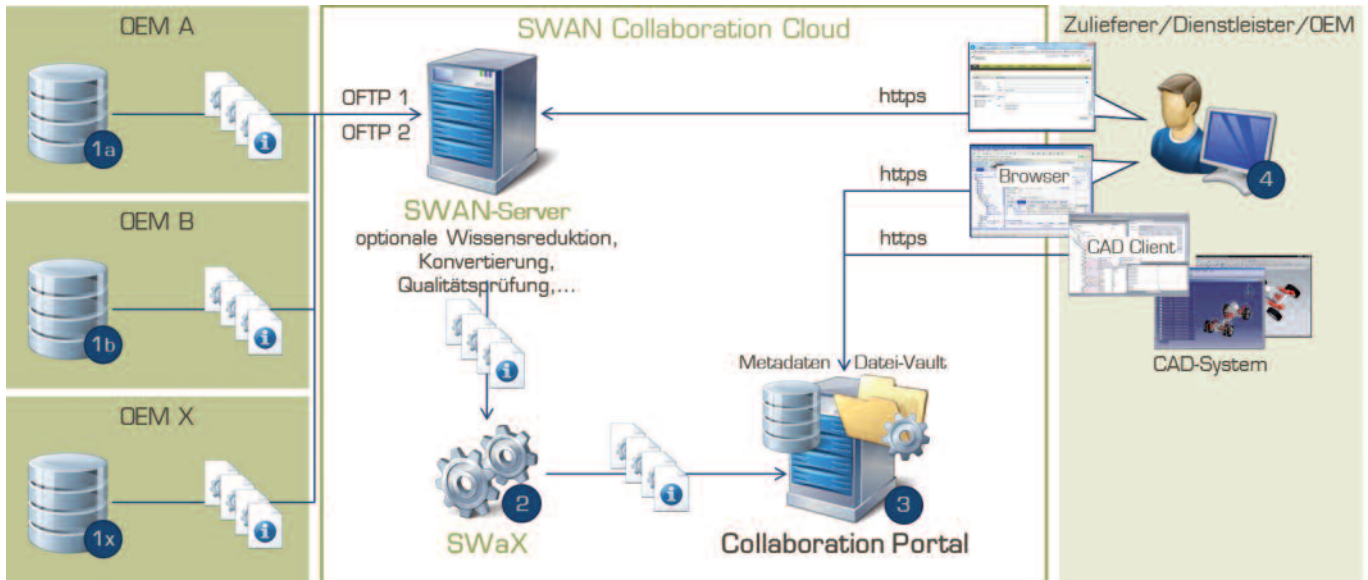 OEM A
1a
OEM B
1b
OEM X
1x
SWAN Collaboration Cloud
OFTP 1
OFTP 2
SWAN-Server
optionale Wissensreduktion,
Konvertierung,
Qualitätsprüfung,...
2
SWaX
https
https
https
Metadaten
Datei-Vault
3
Collaboration Portal
Zulieferer/Dienstleister/OEM
4
Browser
CAD Client
CAD-System